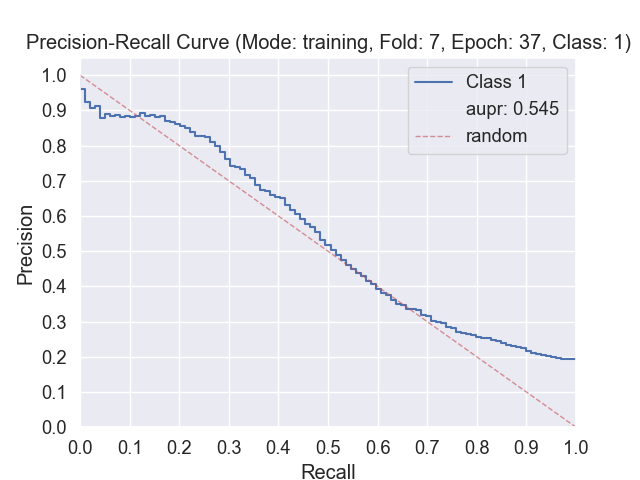 Precision-Recall Curve (Mode: training, Fold: 7, Epoch: 37, Class: 1)
1.0
0.9
0.8
0.7
0.6
0.5
0.4
0.3
0.2
0.1
0.0
Precision
Class 1
aupr: 0.545
random
0.0 0.1 0.2 0.3 0.4 0.5 0.6 0.7 0.8 0.9 1.0
Recall